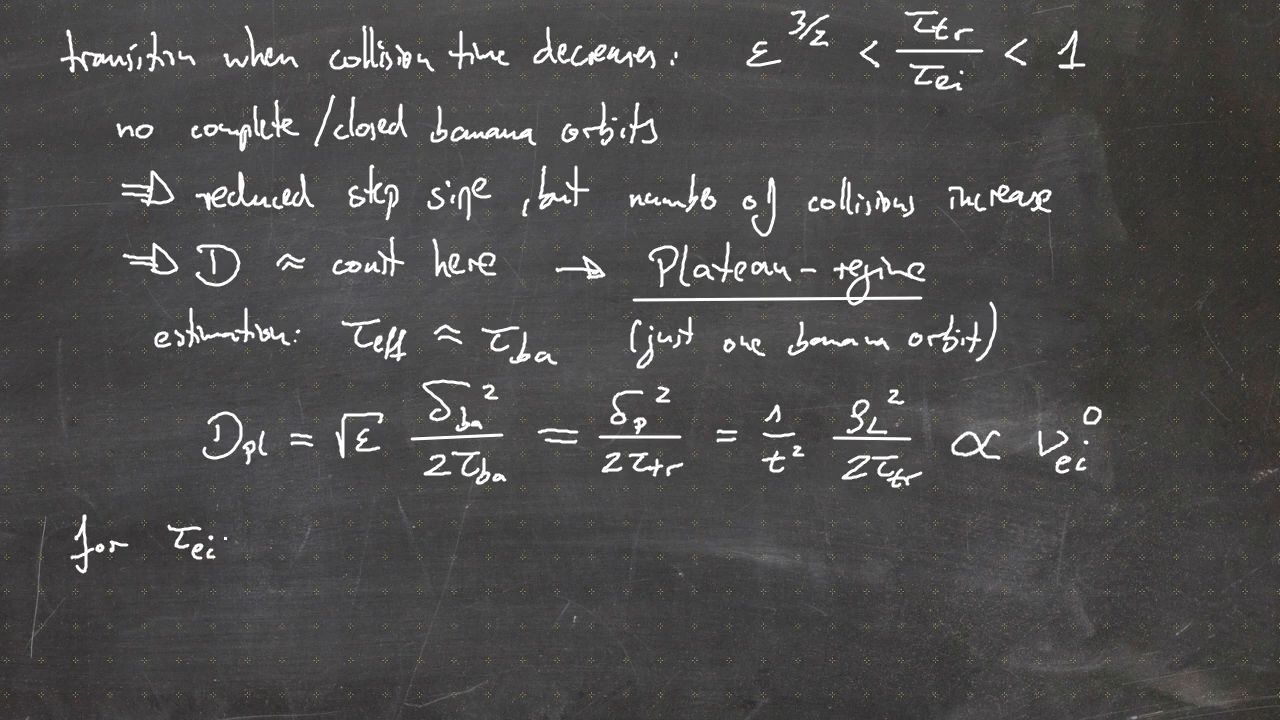 transition when collision time decreases: ε^{3/2} < τ_tr / τ_ei < 1
no complete/closed banana orbits
⇒ reduced step size, but number of collisions increase
⇒ D ≈ const here → Plateau-regime
estimation: τ_eff ≈ τ_ba (just one banana orbit)
D_pl = √ε δ_ba² / 2τ_ba = δ_p² / 2τ_tr = 1/t² ρ_L² / 2τ_tr ∝ ν_ei^0
for τ_ei